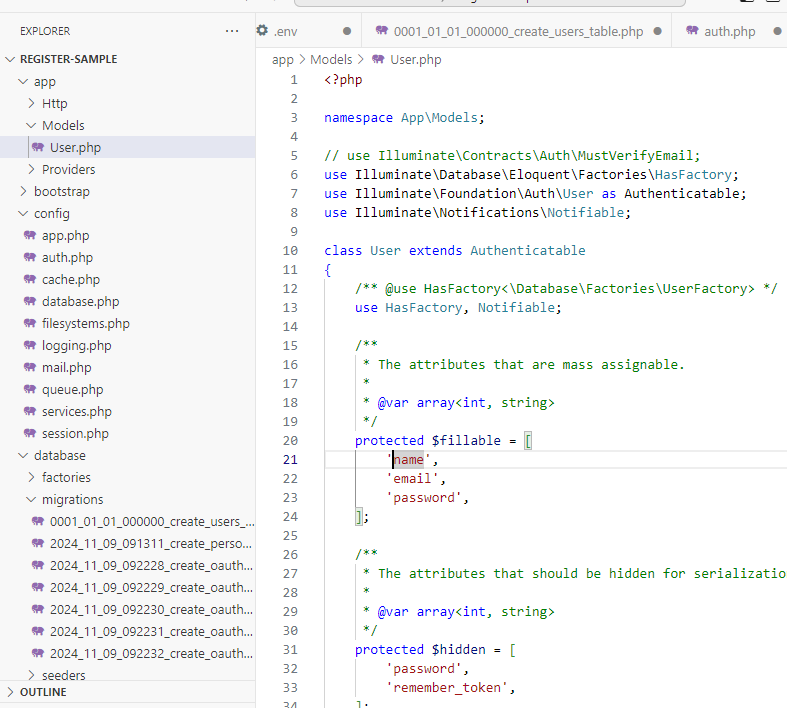 EXPLORER
...
REGISTER-SAMPLE
app
Http
Models
User.php
Providers
bootstrap
config
app.php
auth.php
cache.php
database.php
filesystems.php
logging.php
mail.php
queue.php
services.php
session.php
database
factories
migrations
0001_01_01_000000_create_users_...
2024_11_09_091311_create_perso...
2024_11_09_092228_create_oauth...
2024_11_09_092229_create_oauth...
2024_11_09_092230_create_oauth...
2024_11_09_092231_create_oauth...
2024_11_09_092232_create_oauth...
seeders
OUTLINE
.env
0001_01_01_000000_create_users_table.php
auth.php
app > Models > User.php
1 <?php
2
3 namespace App\Models;
4
5 // use Illuminate\Contracts\Auth\MustVerifyEmail;
6 use Illuminate\Database\Eloquent\Factories\HasFactory;
7 use Illuminate\Foundation\Auth\User as Authenticatable;
8 use Illuminate\Notifications\Notifiable;
9
10 class User extends Authenticatable
11 {
12 /** @use HasFactory<\Database\Factories\UserFactory> */
13 use HasFactory, Notifiable;
14
15 /**
16 * The attributes that are mass assignable.
17 *
18 * @var array<int, string>
19 */
20 protected $fillable = [
21 'name',
22 'email',
23 'password',
24 ];
25
26 /**
27 * The attributes that should be hidden for serializatio
28 *
29 * @var array<int, string>
30 */
31 protected $hidden = [
32 'password',
33 'remember_token',
34 ];